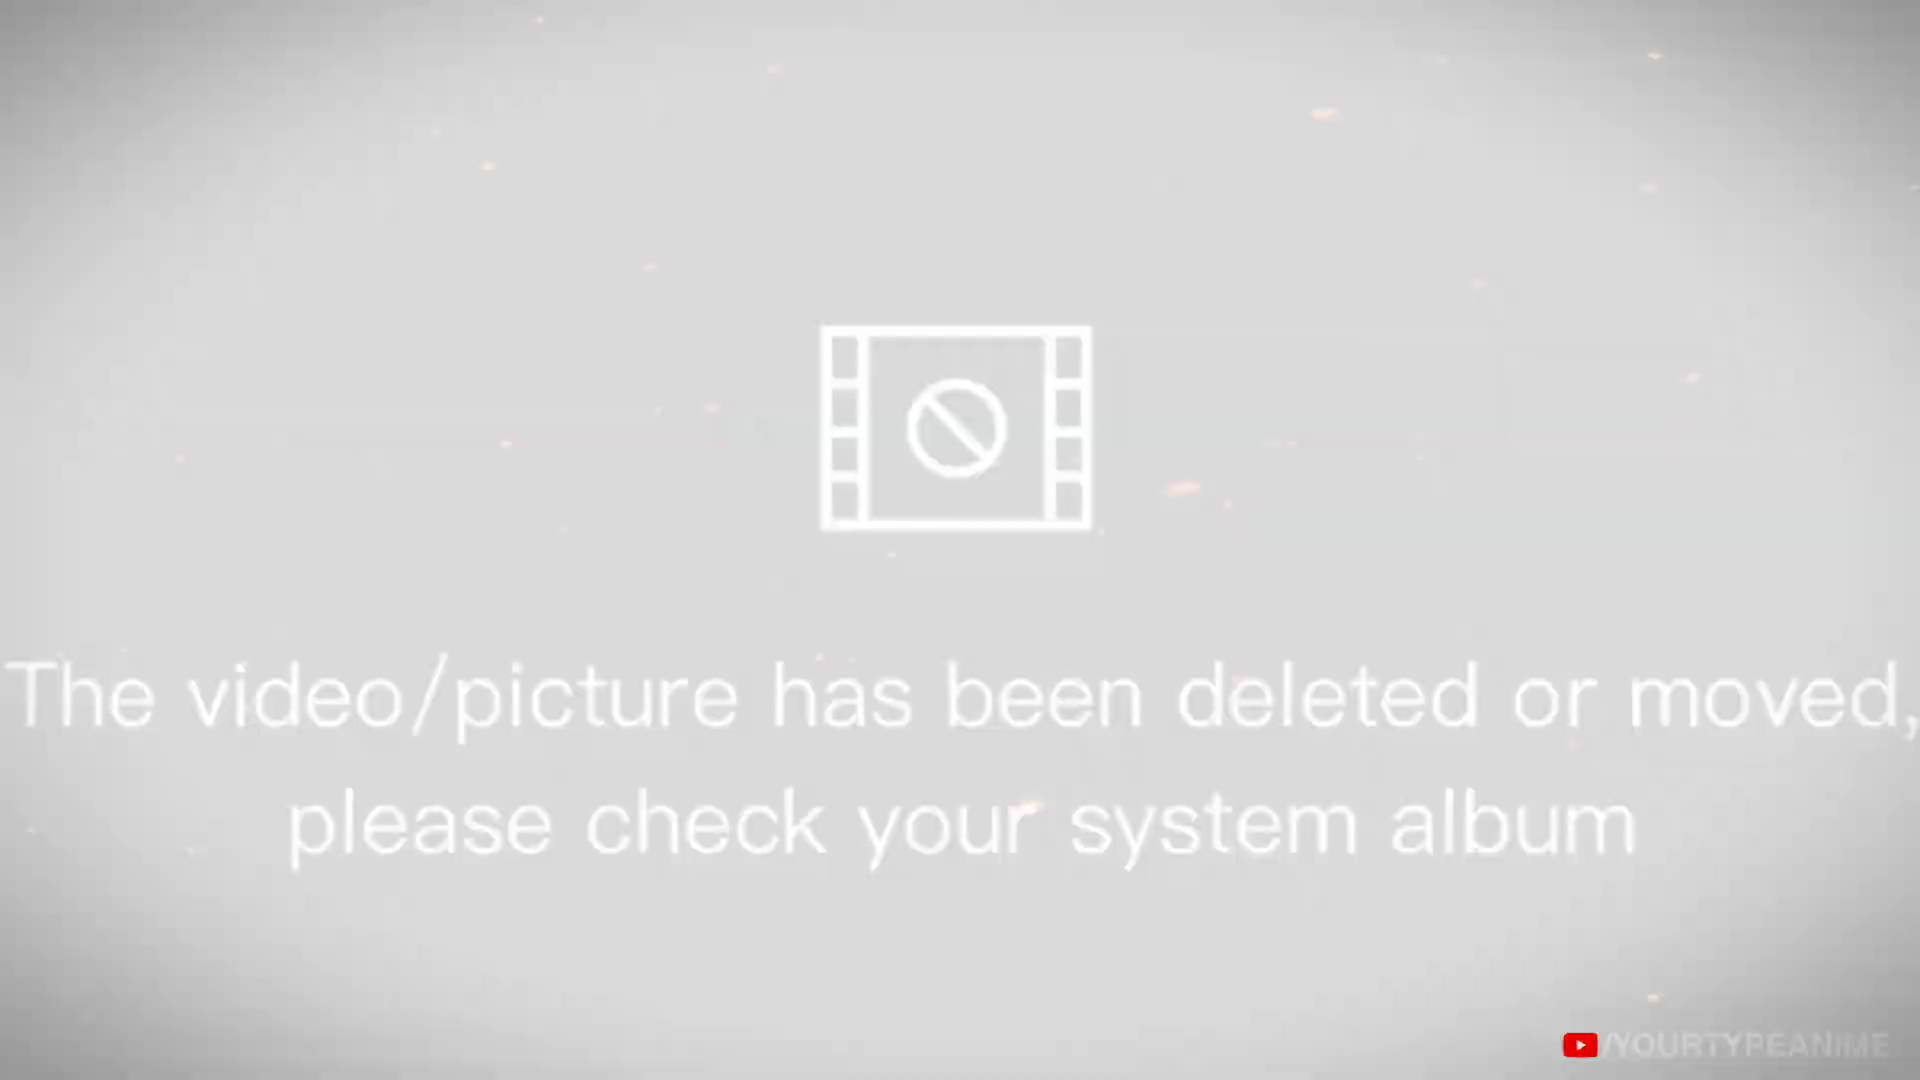 The video/picture has been deleted or moved,
please check your system album
/YOURTYPEANIME